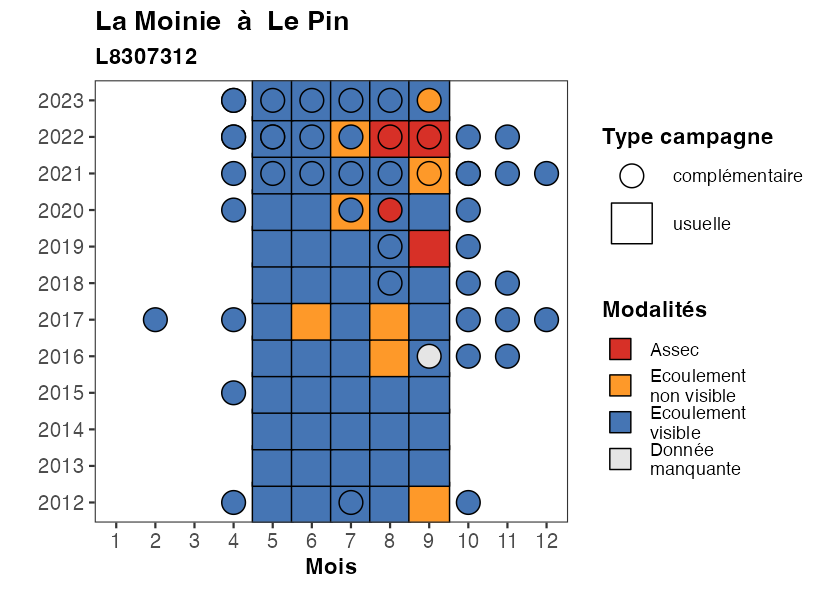 La Moinie  à  Le Pin
L8307312
2023
2022
2021
2020
2019
2018
2017
2016
2015
2014
2013
2012
1 2 3 4 5 6 7 8 9 10 11 12
Mois
Type campagne
complémentaire
usuelle
Modalités
Assec
Ecoulement
non visible
Ecoulement
visible
Donnée
manquante